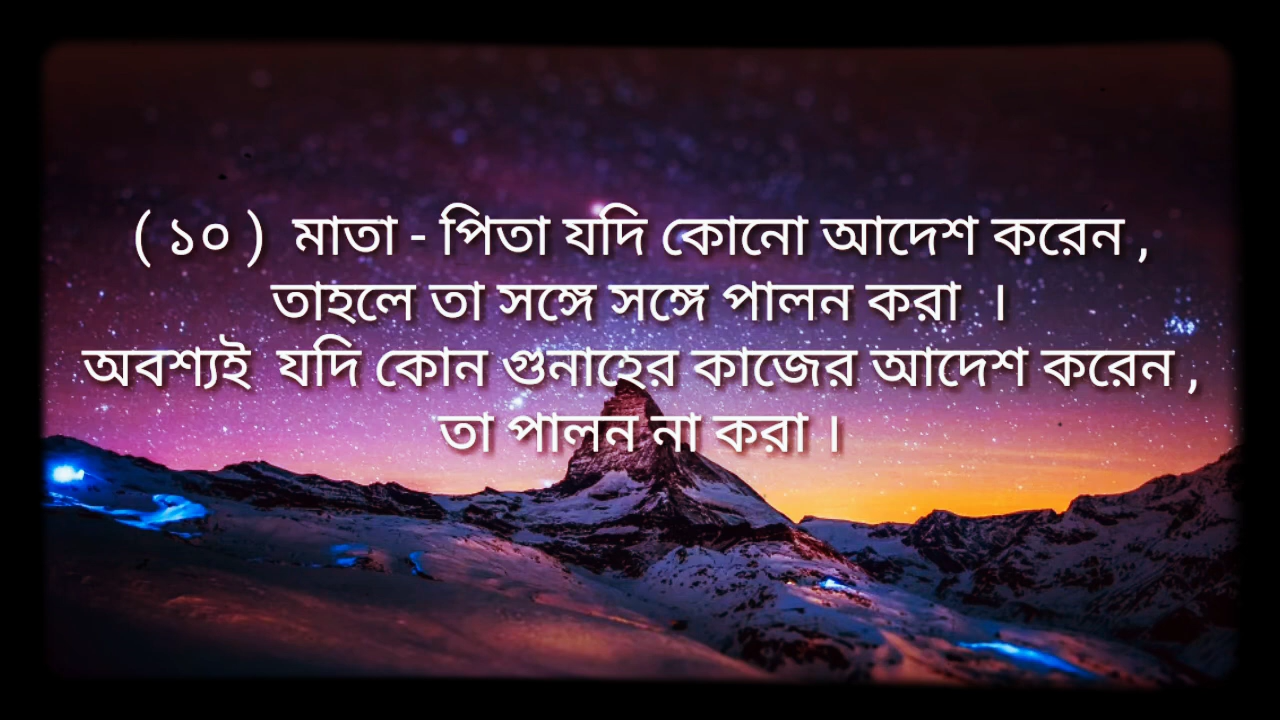 ( ১০ ) মাতা - পিতা যদি কোনো আদেশ করেন ,
তাহলে তা সঙ্গে সঙ্গে পালন করা ।
অবশ্যই যদি কোন গুনাহের কাজের আদেশ করেন ,
তা পালন না করা ।